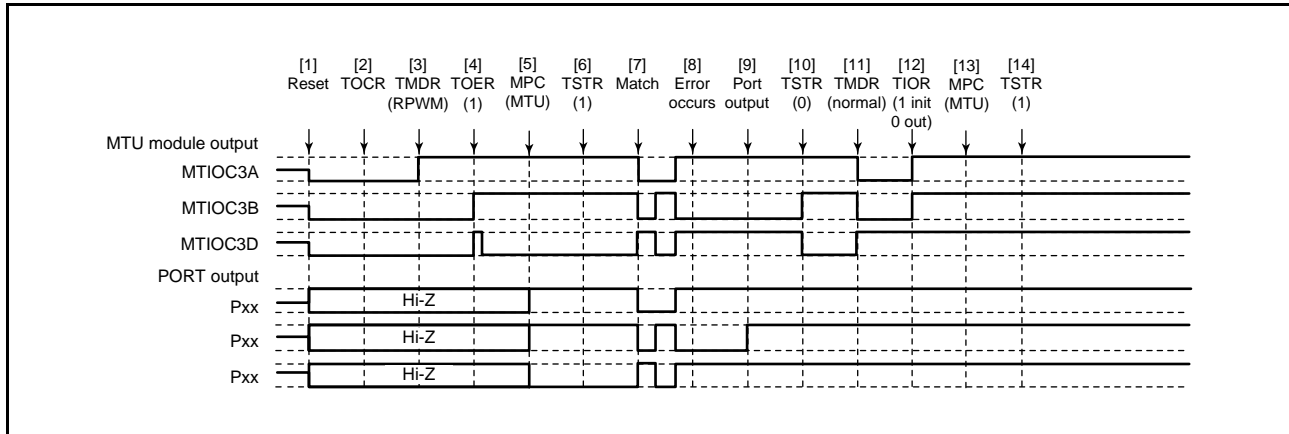 [1] [2] [3] [4] [5] [6] [7] [8] [9] [10] [11] [12] [13] [14]
Reset TOCR TMDR TOER MPC TSTR Match Error Port TSTR TMDR TIOR MPC TSTR
(RPWM) (1) (MTU) (1) occurs output (0) (normal) (1 init (MTU) (1)
0 out)
MTU module output
MTIOC3A
MTIOC3B
MTIOC3D
PORT output
Pxx Hi-Z
Pxx Hi-Z
Pxx Hi-Z